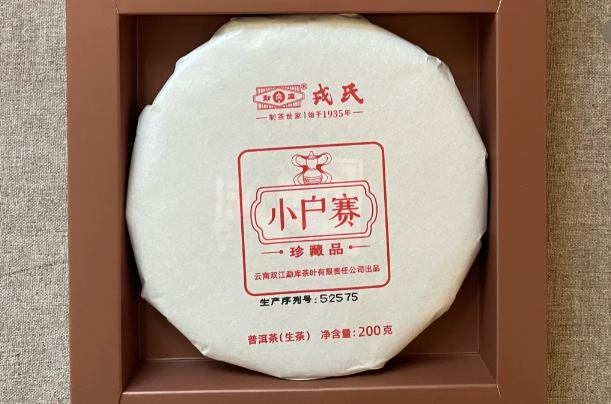 勐库® 戎氏
制茶世家 | 始于1935年
小户赛
珍藏品
云南双江勐库茶叶有限责任公司出品
生产序列号:52575
普洱茶(生茶) 净含量:200克